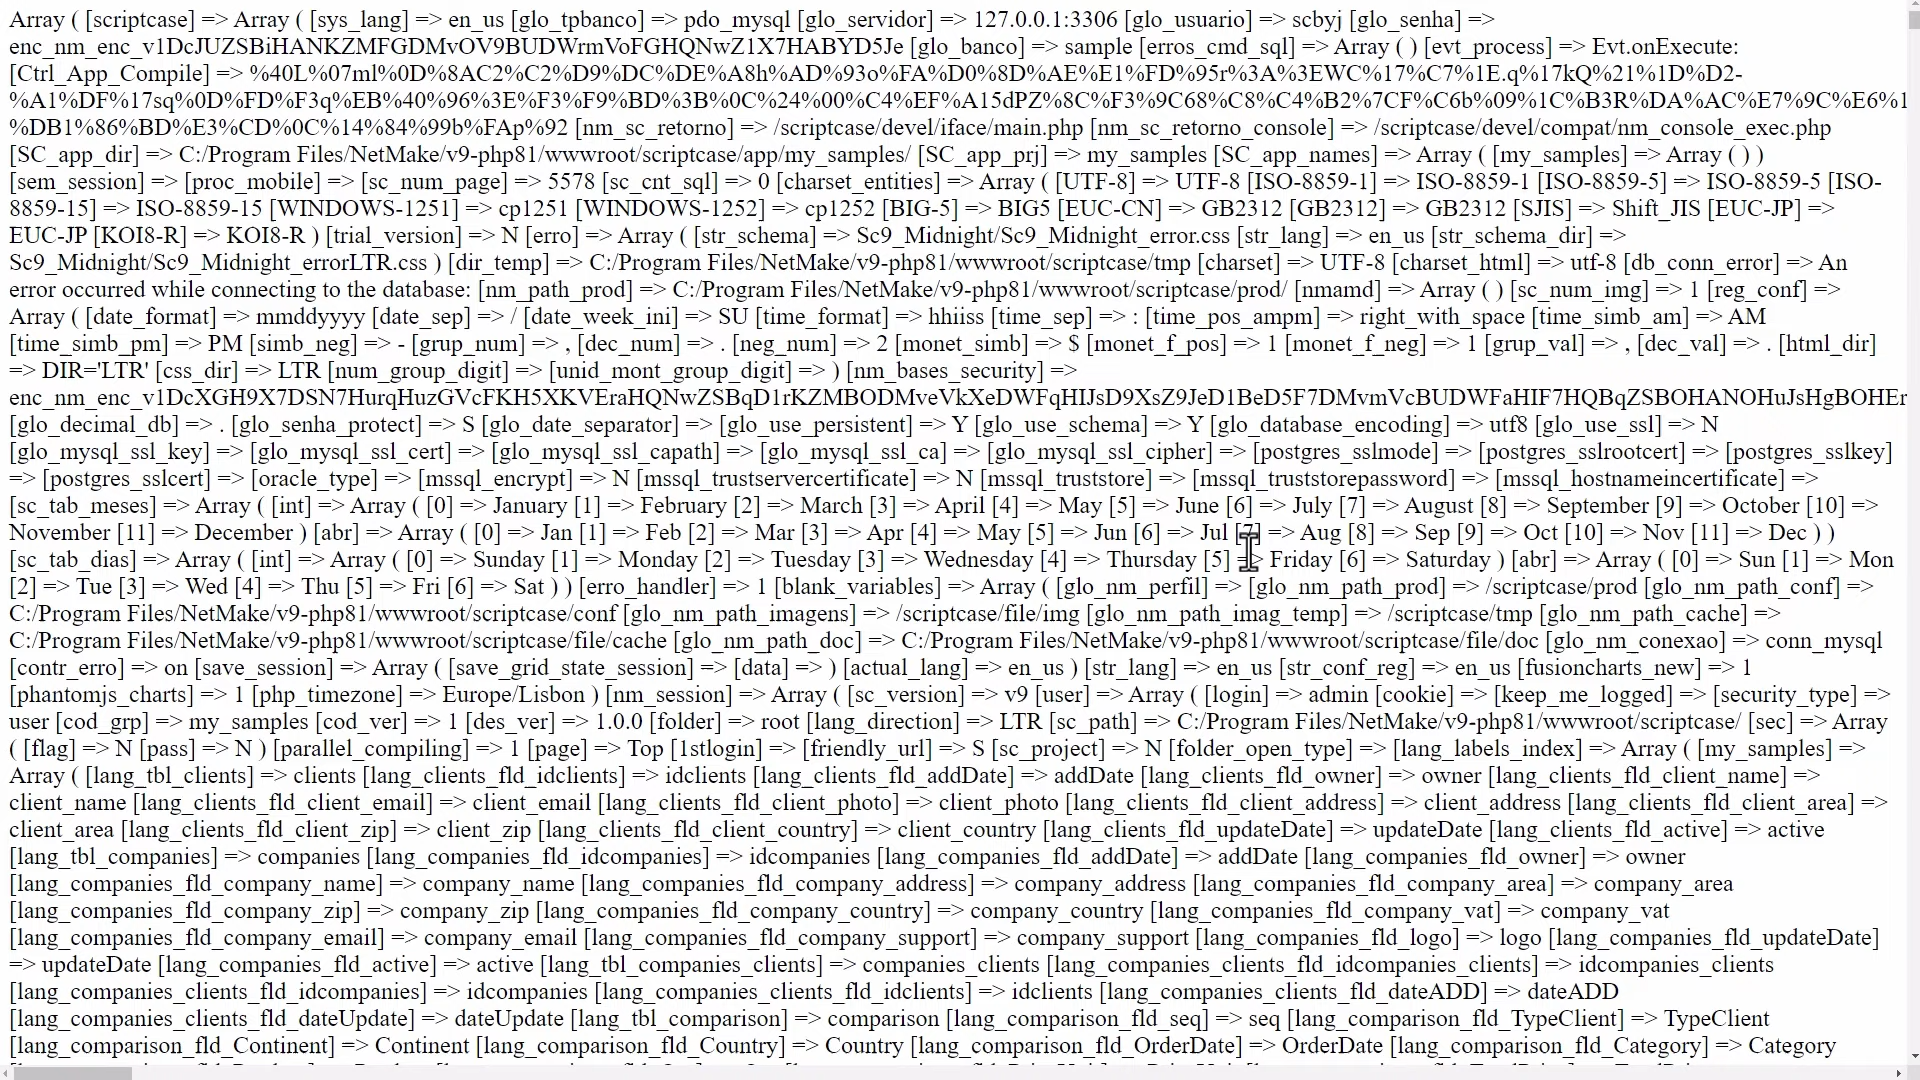 Array ( [scriptcase] => Array ( [sys_lang] => en_us [glo_tpbanco] => pdo_mysql [glo_servidor] => 127.0.0.1:3306 [glo_usuario] => scbyj [glo_senha] =>
enc_nm_enc_v1DcJUZSBiHANKZMFGDMvOV9BUDWrmVoFGHQNwZ1X7HABYD5Je [glo_banco] => sample [erros_cmd_sql] => Array ( ) [evt_process] => Evt.onExecute:
[Ctrl_App_Compile] => %40L%07ml%0D%8AC2%C2%D9%DC%DE%A8h%AD%93o%FA%D0%8D%AE%E1%FD%95r%3A%3EWC%17%C7%1E.q%17kQ%21%1D%D2-
%A1%DF%17sq%0D%FD%F3q%EB%40%96%3E%F3%F9%BD%3B%0C%24%00%C4%EF%A15dPZ%8C%F3%9C68%C8%C4%B2%7CF%C6b%09%1C%B3R%DA%AC%E7%9C%E6%1
%DB1%86%BD%E3%CD%0C%14%84%99b%FAp%92 [nm_sc_retorno] => /scriptcase/devel/iface/main.php [nm_sc_retorno_console] => /scriptcase/devel/compat/nm_console_exec.php
[SC_app_dir] => C:/Program Files/NetMake/v9-php81/wwwroot/scriptcase/app/my_samples/ [SC_app_prj] => my_samples [SC_app_names] => Array ( [my_samples] => Array ( ) )
[sem_session] => [proc_mobile] => [sc_num_page] => 5578 [sc_cnt_sql] => 0 [charset_entities] => Array ( [UTF-8] => UTF-8 [ISO-8859-1] => ISO-8859-1 [ISO-8859-5] => ISO-8859-5 [ISO-
8859-15] => ISO-8859-15 [WINDOWS-1251] => cp1251 [WINDOWS-1252] => cp1252 [BIG-5] => BIG5 [EUC-CN] => GB2312 [GB2312] => GB2312 [SJIS] => Shift_JIS [EUC-JP] =>
EUC-JP [KOI8-R] => KOI8-R ) [trial_version] => N [erro] => Array ( [str_schema] => Sc9_Midnight/Sc9_Midnight_error.css [str_lang] => en_us [str_schema_dir] =>
Sc9_Midnight/Sc9_Midnight_errorLTR.css ) [dir_temp] => C:/Program Files/NetMake/v9-php81/wwwroot/scriptcase/tmp [charset] => UTF-8 [charset_html] => utf-8 [db_conn_error] => An
error occurred while connecting to the database: [nm_path_prod] => C:/Program Files/NetMake/v9-php81/wwwroot/scriptcase/prod/ [nmamd] => Array ( ) [sc_num_img] => 1 [reg_conf] =>
Array ( [date_format] => mmddyyyy [date_sep] => / [date_week_ini] => SU [time_format] => hhiiss [time_sep] => : [time_pos_ampm] => right_with_space [time_simb_am] => AM
[time_simb_pm] => PM [simb_neg] => - [grup_num] => , [dec_num] => . [neg_num] => 2 [monet_simb] => $ [monet_f_pos] => 1 [monet_f_neg] => 1 [grup_val] => , [dec_val] => . [html_dir]
=> DIR='LTR' [css_dir] => LTR [num_group_digit] => [unid_mont_group_digit] => ) [nm_bases_security] =>
enc_nm_enc_v1DcXGH9X7DSN7HurqHuzGVcFKH5XKVEraHQNwZSBqD1rKZMBODMveVkXeDWFqHIJsD9XsZ9JeD1BeD5F7DMvmVcBUDWFaHIF7HQBqZSBOHANOHuJsHgBOHEr
[glo_decimal_db] => . [glo_senha_protect] => S [glo_date_separator] => [glo_use_persistent] => Y [glo_use_schema] => Y [glo_database_encoding] => utf8 [glo_use_ssl] => N
[glo_mysql_ssl_key] => [glo_mysql_ssl_cert] => [glo_mysql_ssl_capath] => [glo_mysql_ssl_ca] => [glo_mysql_ssl_cipher] => [postgres_sslmode] => [postgres_sslrootcert] => [postgres_sslkey]
=> [postgres_sslcert] => [oracle_type] => [mssql_encrypt] => N [mssql_trustservercertificate] => N [mssql_truststore] => [mssql_truststorepassword] => [mssql_hostnameincertificate] =>
[sc_tab_meses] => Array ( [int] => Array ( [0] => January [1] => February [2] => March [3] => April [4] => May [5] => June [6] => July [7] => August [8] => September [9] => October [10] =>
November [11] => December ) [abr] => Array ( [0] => Jan [1] => Feb [2] => Mar [3] => Apr [4] => May [5] => Jun [6] => Jul [7] => Aug [8] => Sep [9] => Oct [10] => Nov [11] => Dec ) )
[sc_tab_dias] => Array ( [int] => Array ( [0] => Sunday [1] => Monday [2] => Tuesday [3] => Wednesday [4] => Thursday [5] => Friday [6] => Saturday ) [abr] => Array ( [0] => Sun [1] => Mon
[2] => Tue [3] => Wed [4] => Thu [5] => Fri [6] => Sat ) ) [erro_handler] => 1 [blank_variables] => Array ( [glo_nm_perfil] => [glo_nm_path_prod] => /scriptcase/prod [glo_nm_path_conf] =>
C:/Program Files/NetMake/v9-php81/wwwroot/scriptcase/conf [glo_nm_path_imagens] => /scriptcase/file/img [glo_nm_path_imag_temp] => /scriptcase/tmp [glo_nm_path_cache] =>
C:/Program Files/NetMake/v9-php81/wwwroot/scriptcase/file/cache [glo_nm_path_doc] => C:/Program Files/NetMake/v9-php81/wwwroot/scriptcase/file/doc [glo_nm_conexao] => conn_mysql
[contr_erro] => on [save_session] => Array ( [save_grid_state_session] => [data] => ) [actual_lang] => en_us ) [str_lang] => en_us [str_conf_reg] => en_us [fusioncharts_new] => 1
[phantomjs_charts] => 1 [php_timezone] => Europe/Lisbon ) [nm_session] => Array ( [sc_version] => v9 [user] => Array ( [login] => admin [cookie] => [keep_me_logged] => [security_type] =>
user [cod_grp] => my_samples [cod_ver] => 1 [des_ver] => 1.0.0 [folder] => root [lang_direction] => LTR [sc_path] => C:/Program Files/NetMake/v9-php81/wwwroot/scriptcase/ [sec] => Array
( [flag] => N [pass] => N ) [parallel_compiling] => 1 [page] => Top [1stlogin] => [friendly_url] => S [sc_project] => N [folder_open_type] => [lang_labels_index] => Array ( [my_samples] =>
Array ( [lang_tbl_clients] => clients [lang_clients_fld_idclients] => idclients [lang_clients_fld_addDate] => addDate [lang_clients_fld_owner] => owner [lang_clients_fld_client_name] =>
client_name [lang_clients_fld_client_email] => client_email [lang_clients_fld_client_photo] => client_photo [lang_clients_fld_client_address] => client_address [lang_clients_fld_client_area] =>
client_area [lang_clients_fld_client_zip] => client_zip [lang_clients_fld_client_country] => client_country [lang_clients_fld_updateDate] => updateDate [lang_clients_fld_active] => active
[lang_tbl_companies] => companies [lang_companies_fld_idcompanies] => idcompanies [lang_companies_fld_addDate] => addDate [lang_companies_fld_owner] => owner
[lang_companies_fld_company_name] => company_name [lang_companies_fld_company_address] => company_address [lang_companies_fld_company_area] => company_area
[lang_companies_fld_company_zip] => company_zip [lang_companies_fld_company_country] => company_country [lang_companies_fld_company_vat] => company_vat
[lang_companies_fld_company_email] => company_email [lang_companies_fld_company_support] => company_support [lang_companies_fld_logo] => logo [lang_companies_fld_updateDate]
=> updateDate [lang_companies_fld_active] => active [lang_tbl_companies_clients] => companies_clients [lang_companies_clients_fld_idcompanies_clients] => idcompanies_clients
[lang_companies_clients_fld_idcompanies] => idcompanies [lang_companies_clients_fld_idclients] => idclients [lang_companies_clients_fld_dateADD] => dateADD
[lang_companies_clients_fld_dateUpdate] => dateUpdate [lang_tbl_comparison] => comparison [lang_comparison_fld_seq] => seq [lang_comparison_fld_TypeClient] => TypeClient
[lang_comparison_fld_Continent] => Continent [lang_comparison_fld_Country] => Country [lang_comparison_fld_OrderDate] => OrderDate [lang_comparison_fld_Category] => Category